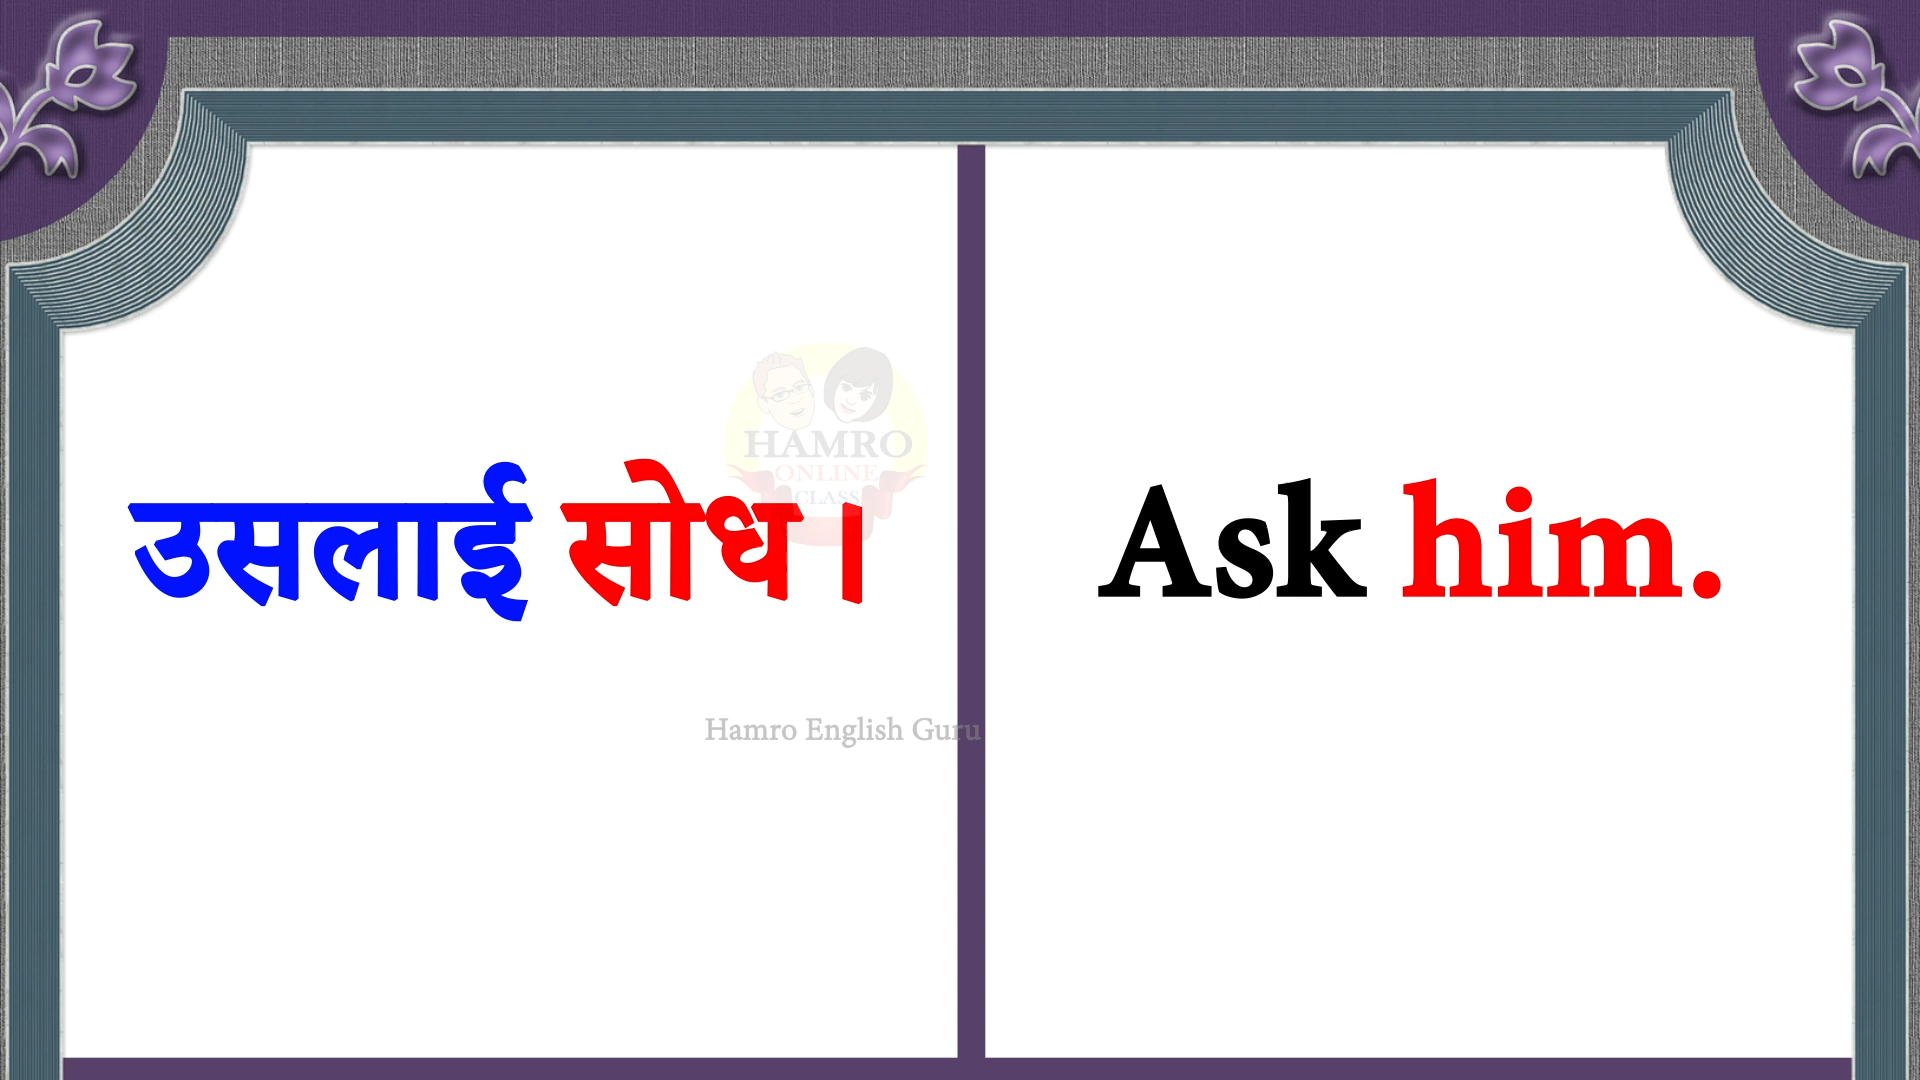 HAMRO
ONLINE
CLASS
उसलाई सोध।
Ask him.
Hamro English Guru